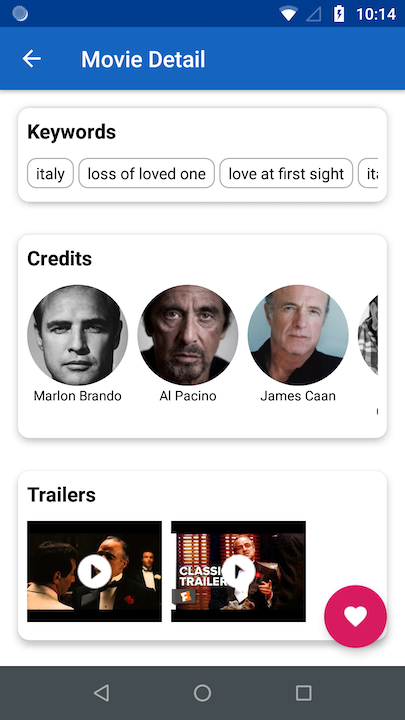 10:14
Movie Detail
Keywords
italy
loss of loved one
love at first sight
ita
Credits
Marlon Brando
Al Pacino
James Caan
Trailers
CLASSIC
TRAILER